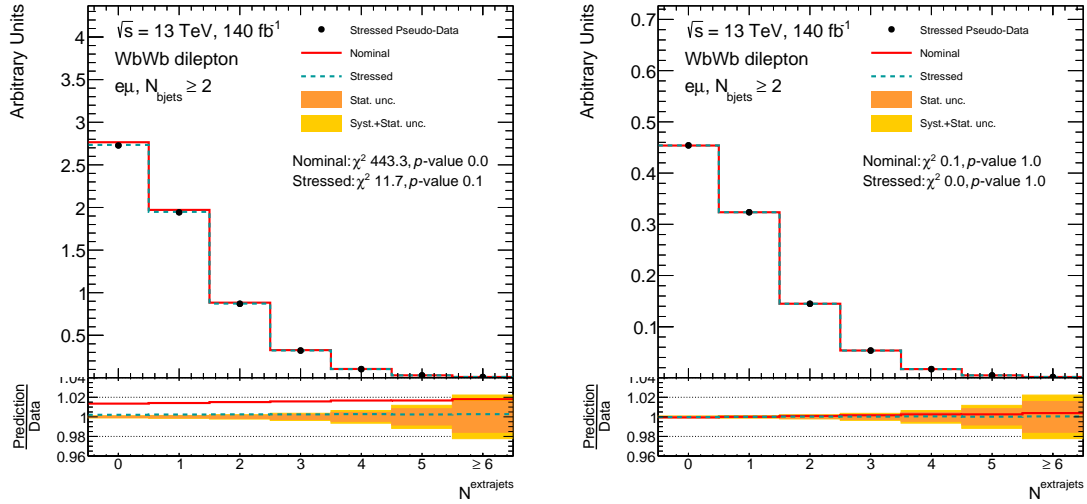 Arbitrary Units
√s = 13 TeV, 140 fb⁻¹
WbWb dilepton
eμ, N_bjets ≥ 2
Stressed Pseudo-Data
Nominal
Stressed
Stat. unc.
Syst.+Stat. unc.
Nominal: χ² 443.3, p-value 0.0
Stressed: χ² 11.7, p-value 0.1
4
3.5
3
2.5
2
1.5
1
0.5
Prediction
Data
1.04
1.02
1
0.98
0.96
0 1 2 3 4 5 ≥ 6
N^extrajets
Arbitrary Units
√s = 13 TeV, 140 fb⁻¹
WbWb dilepton
eμ, N_bjets ≥ 2
Stressed Pseudo-Data
Nominal
Stressed
Stat. unc.
Syst.+Stat. unc.
Nominal: χ² 0.1, p-value 1.0
Stressed: χ² 0.0, p-value 1.0
0.7
0.6
0.5
0.4
0.3
0.2
0.1
Prediction
Data
1.04
1.02
1
0.98
0.96
0 1 2 3 4 5 ≥ 6
N^extrajets